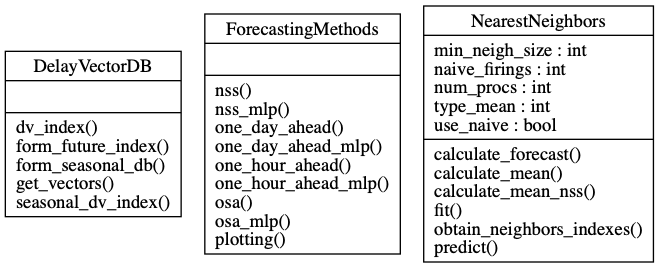 DelayVectorDB
dv_index()
form_future_index()
form_seasonal_db()
get_vectors()
seasonal_dv_index()
ForecastingMethods
nss()
nss_mlp()
one_day_ahead()
one_day_ahead_mlp()
one_hour_ahead()
one_hour_ahead_mlp()
osa()
osa_mlp()
plotting()
NearestNeighbors
min_neigh_size : int
naive_firings : int
num_procs : int
type_mean : int
use_naive : bool
calculate_forecast()
calculate_mean()
calculate_mean_nss()
fit()
obtain_neighbors_indexes()
predict()